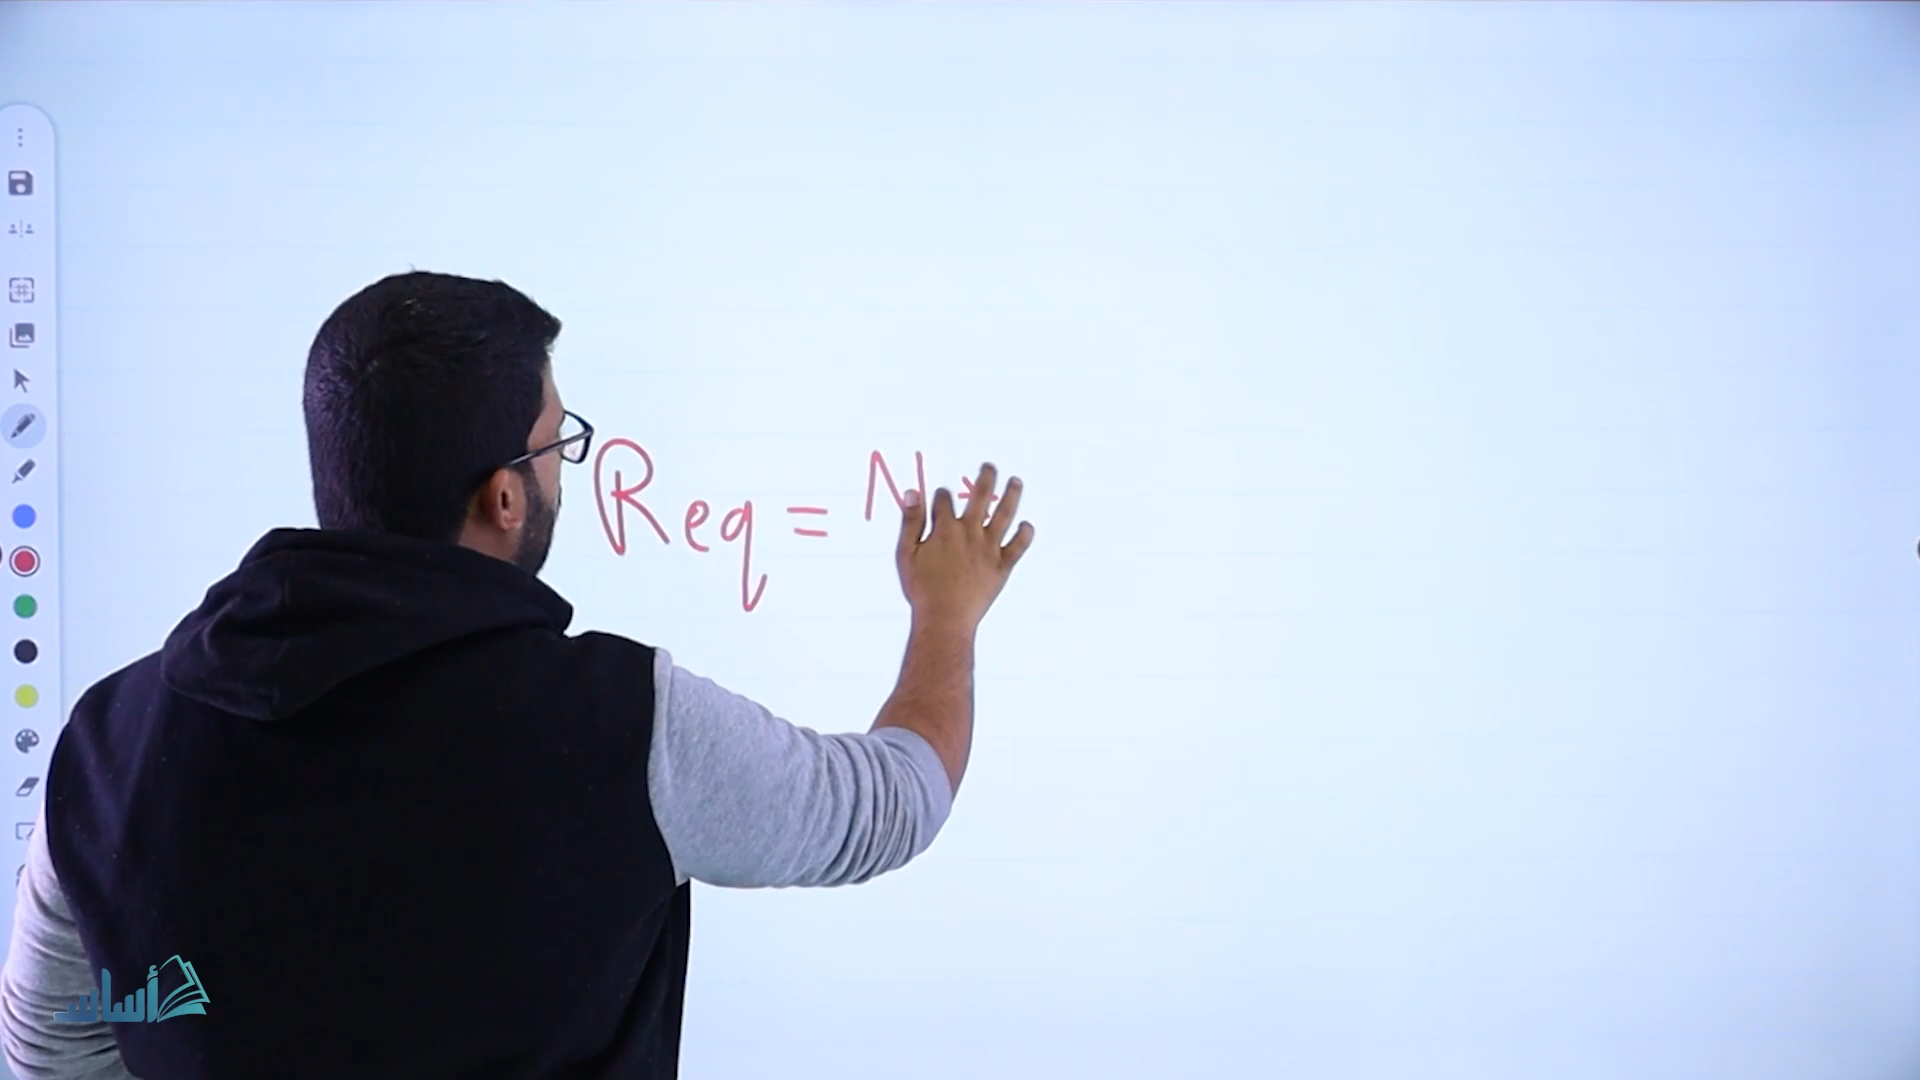 Req = N *
أساس